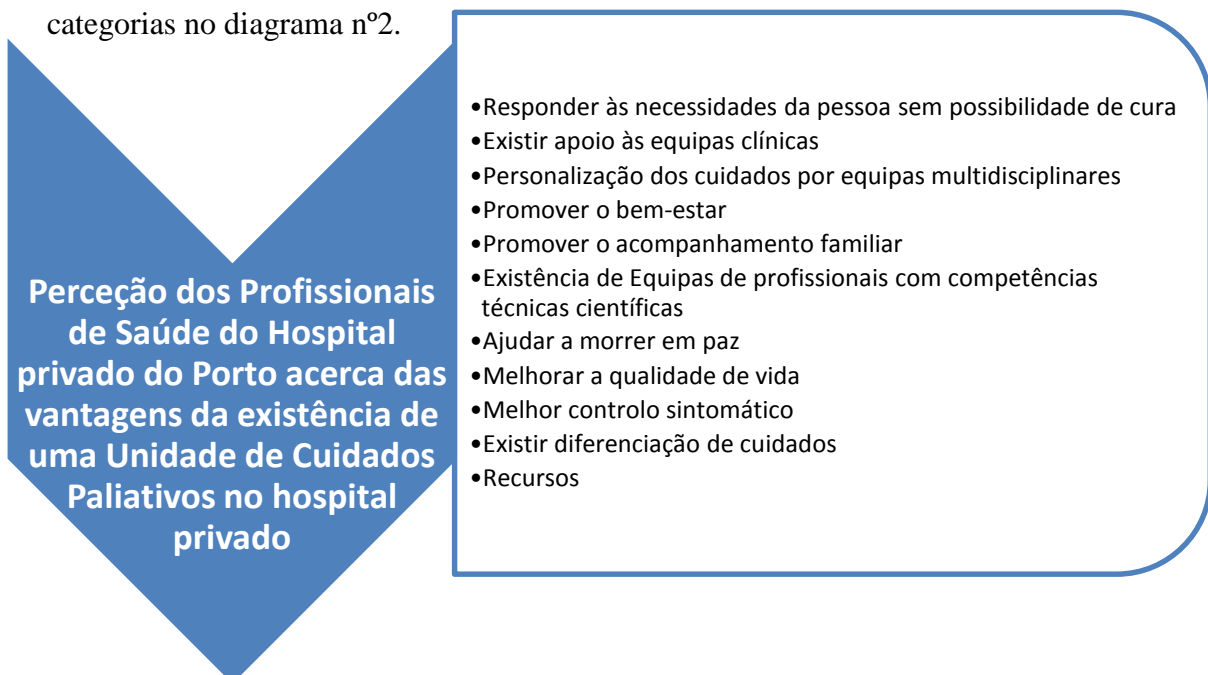 categorias no diagrama nº2.
Perceção dos Profissionais
de Saúde do Hospital
privado do Porto acerca das
vantagens da existência de
uma Unidade de Cuidados
Paliativos no hospital
privado
•Responder às necessidades da pessoa sem possibilidade de cura
•Existir apoio às equipas clínicas
•Personalização dos cuidados por equipas multidisciplinares
•Promover o bem-estar
•Promover o acompanhamento familiar
•Existência de Equipas de profissionais com competências
técnicas científicas
•Ajudar a morrer em paz
•Melhorar a qualidade de vida
•Melhor controlo sintomático
•Existir diferenciação de cuidados
•Recursos